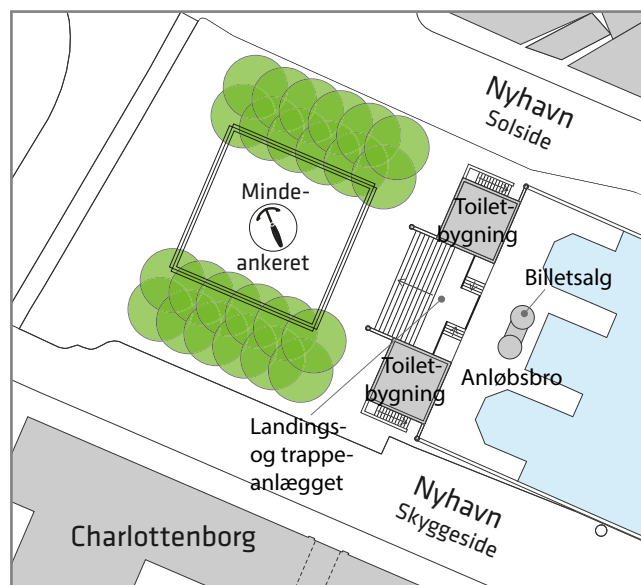 Nyhavn
Solside
Minde-
ankeret
Toilet-
bygning
Billetsalg
Anløbsbro
Toilet-
bygning
Landings-
og trappe-
anlægget
Nyhavn
Skyggeside
Charlottenborg